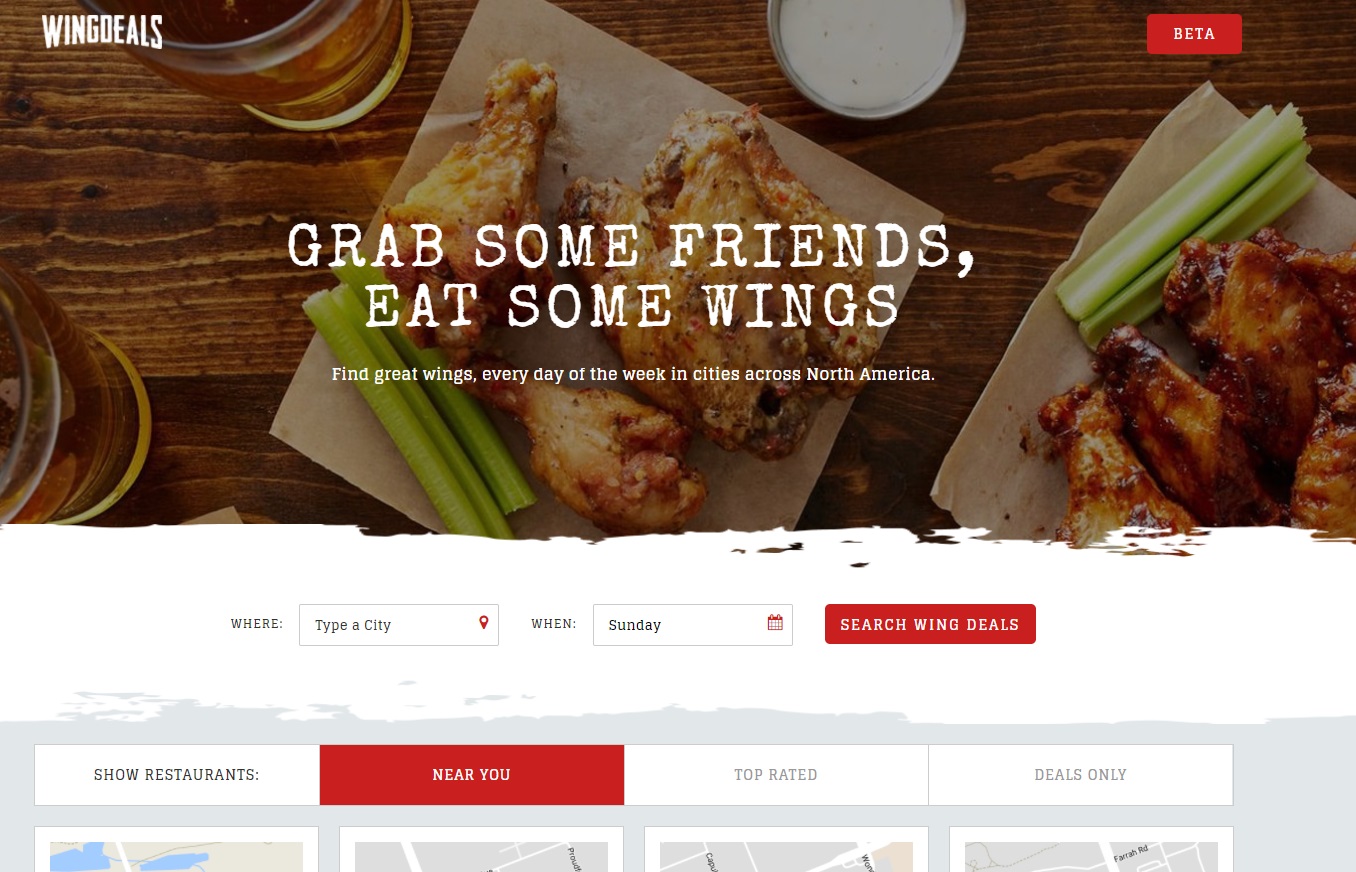 WINGDEALS
BETA
GRAB SOME FRIENDS,
EAT SOME WINGS
Find great wings, every day of the week in cities across North America.
WHERE: Type a City WHEN: Sunday SEARCH WING DEALS
SHOW RESTAURANTS: NEAR YOU TOP RATED DEALS ONLY
Farrah Rd